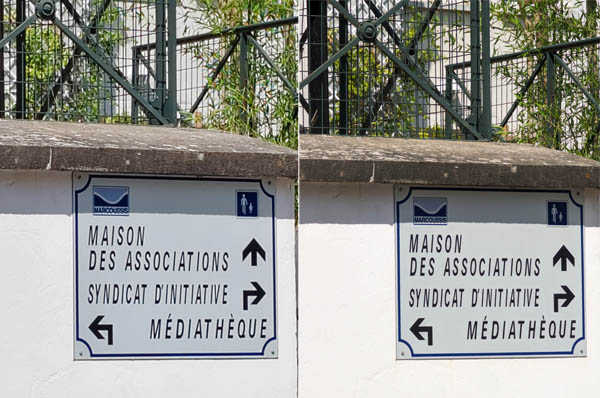 MARCOUSSIS
MAISON
DES ASSOCIATIONS
SYNDICAT D'INITIATIVE
MÉDIATHÈQUE
MARCOUSSIS
MAISON
DES ASSOCIATIONS
SYNDICAT D'INITIATIVE
MÉDIATHÈQUE